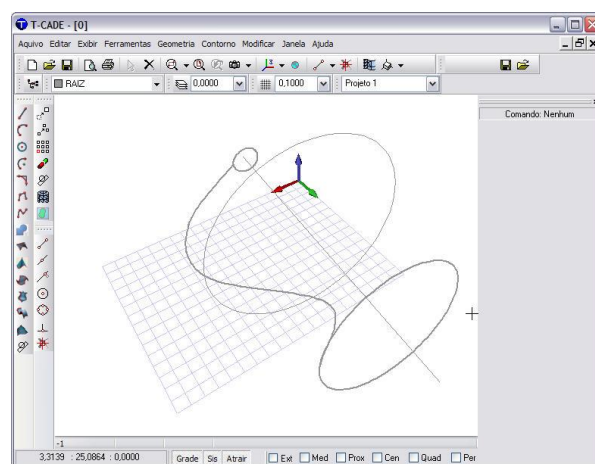 T-CADE - [0]
Aquivo Editar Exibir Ferramentas Geometria Contorno Modificar Janela Ajuda
RAIZ 0,0000 0,1000 Projeto 1
Comando: Nenhum
-1
3,3139 : 25,0864 : 0,0000 Grade Sis Atrair Ext Med Prox Cen Quad Per